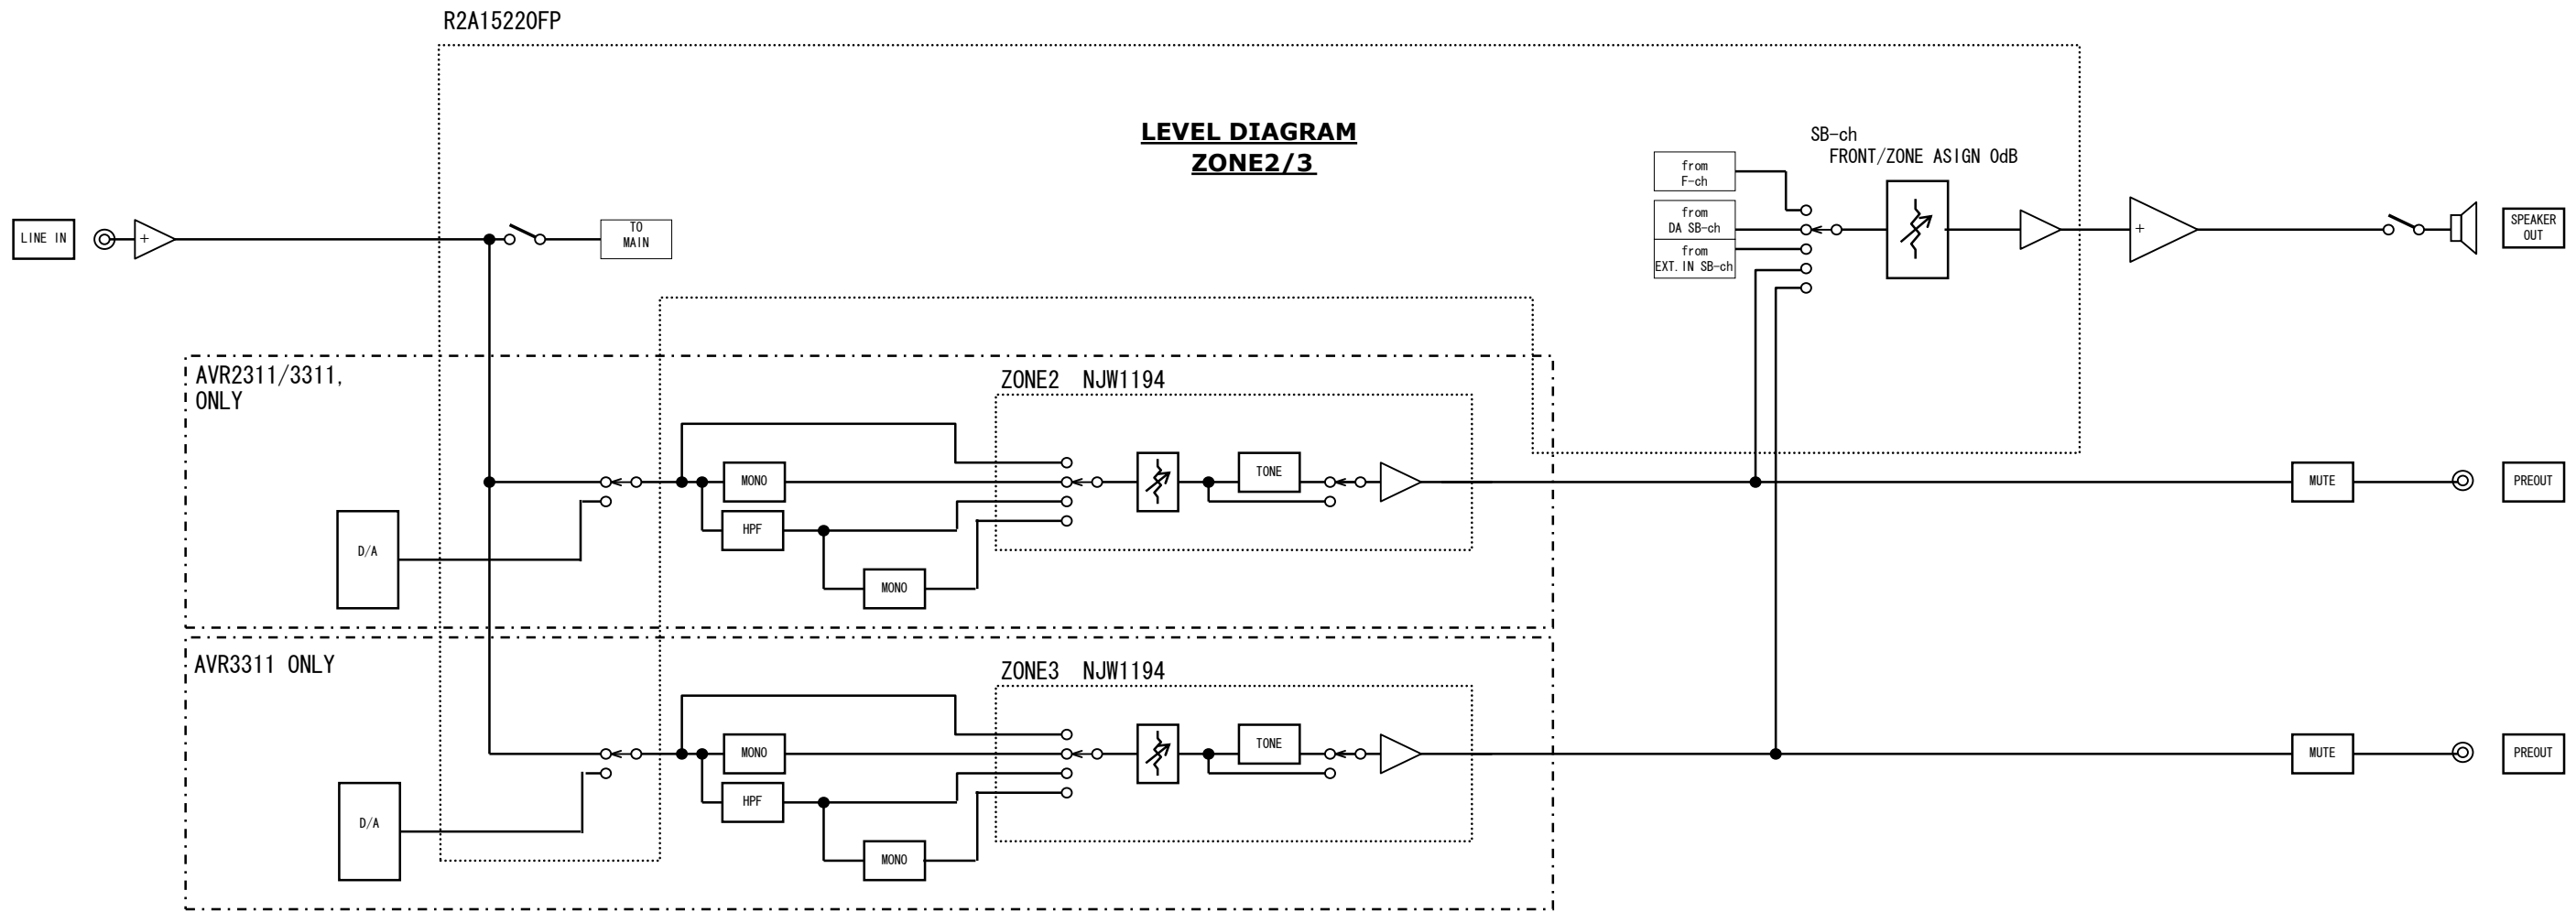 R2A15220FP
LEVEL DIAGRAM
ZONE2/3
SB-ch
FRONT/ZONE ASIGN 0dB
from
F-ch
from
DA SB-ch
from
EXT.IN SB-ch
LINE IN
+
TO
MAIN
+
SPEAKER
OUT
AVR2311/3311,
ONLY
ZONE2 NJW1194
MONO
TONE
HPF
D/A
MONO
MUTE
PREOUT
AVR3311 ONLY
ZONE3 NJW1194
MONO
TONE
HPF
D/A
MONO
MUTE
PREOUT